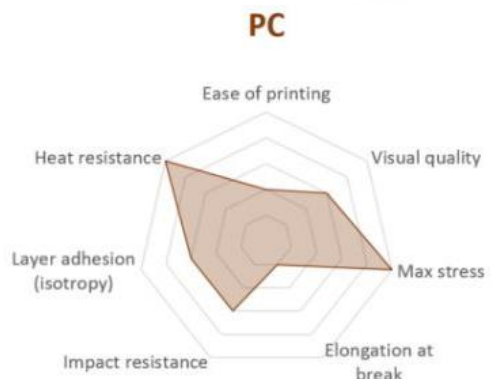 PC
Ease of printing
Heat resistance
Visual quality
Layer adhesion
(isotropy)
Max stress
Impact resistance
Elongation at
break